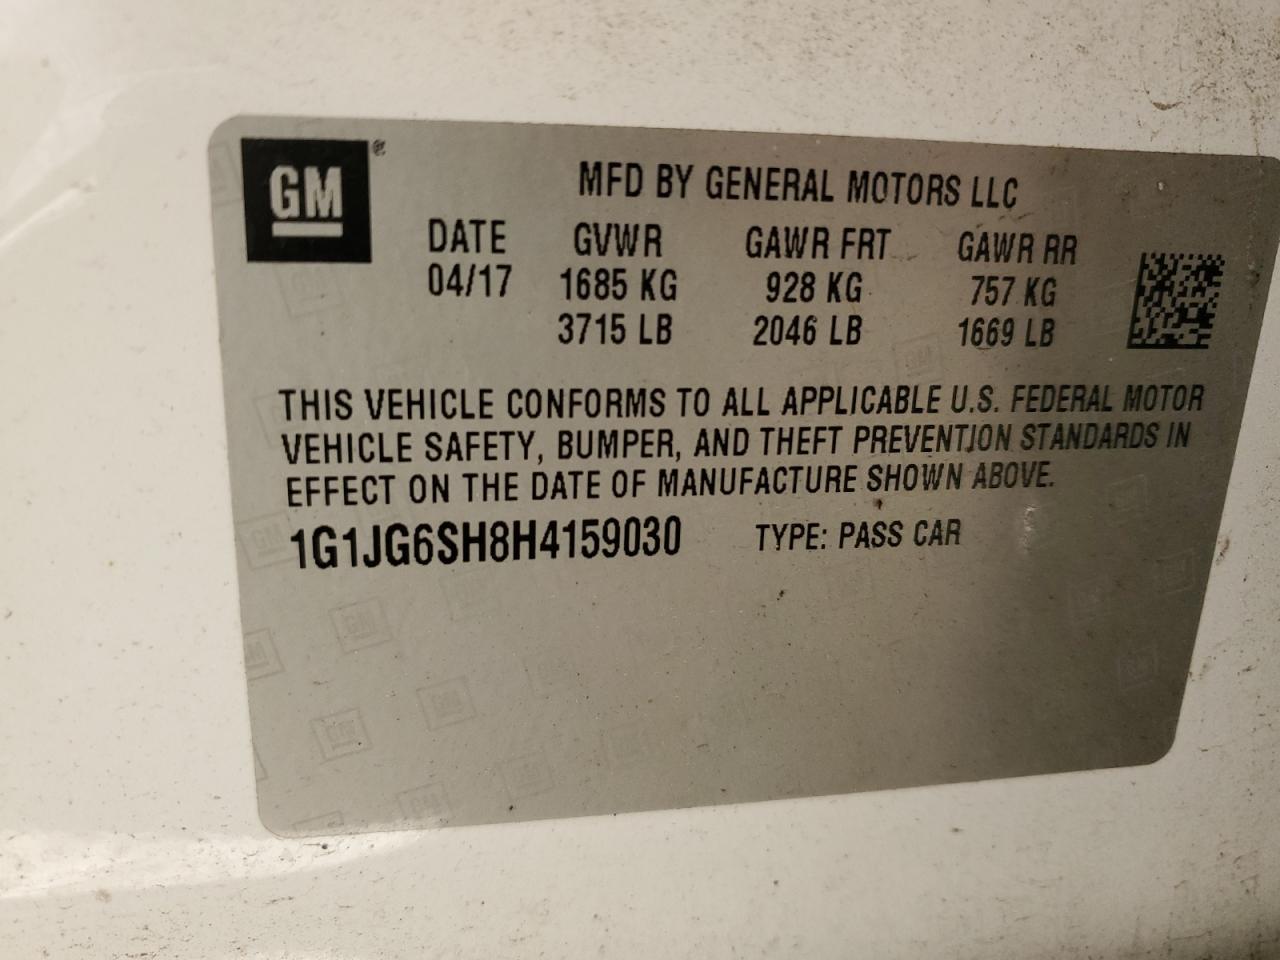 GM®
MFD BY GENERAL MOTORS LLC
DATE GVWR GAWR FRT GAWR RR
04/17 1685 KG 928 KG 757 KG
3715 LB 2046 LB 1669 LB
THIS VEHICLE CONFORMS TO ALL APPLICABLE U.S. FEDERAL MOTOR
VEHICLE SAFETY, BUMPER, AND THEFT PREVENTION STANDARDS IN
EFFECT ON THE DATE OF MANUFACTURE SHOWN ABOVE.
1G1JG6SH8H4159030 TYPE: PASS CAR